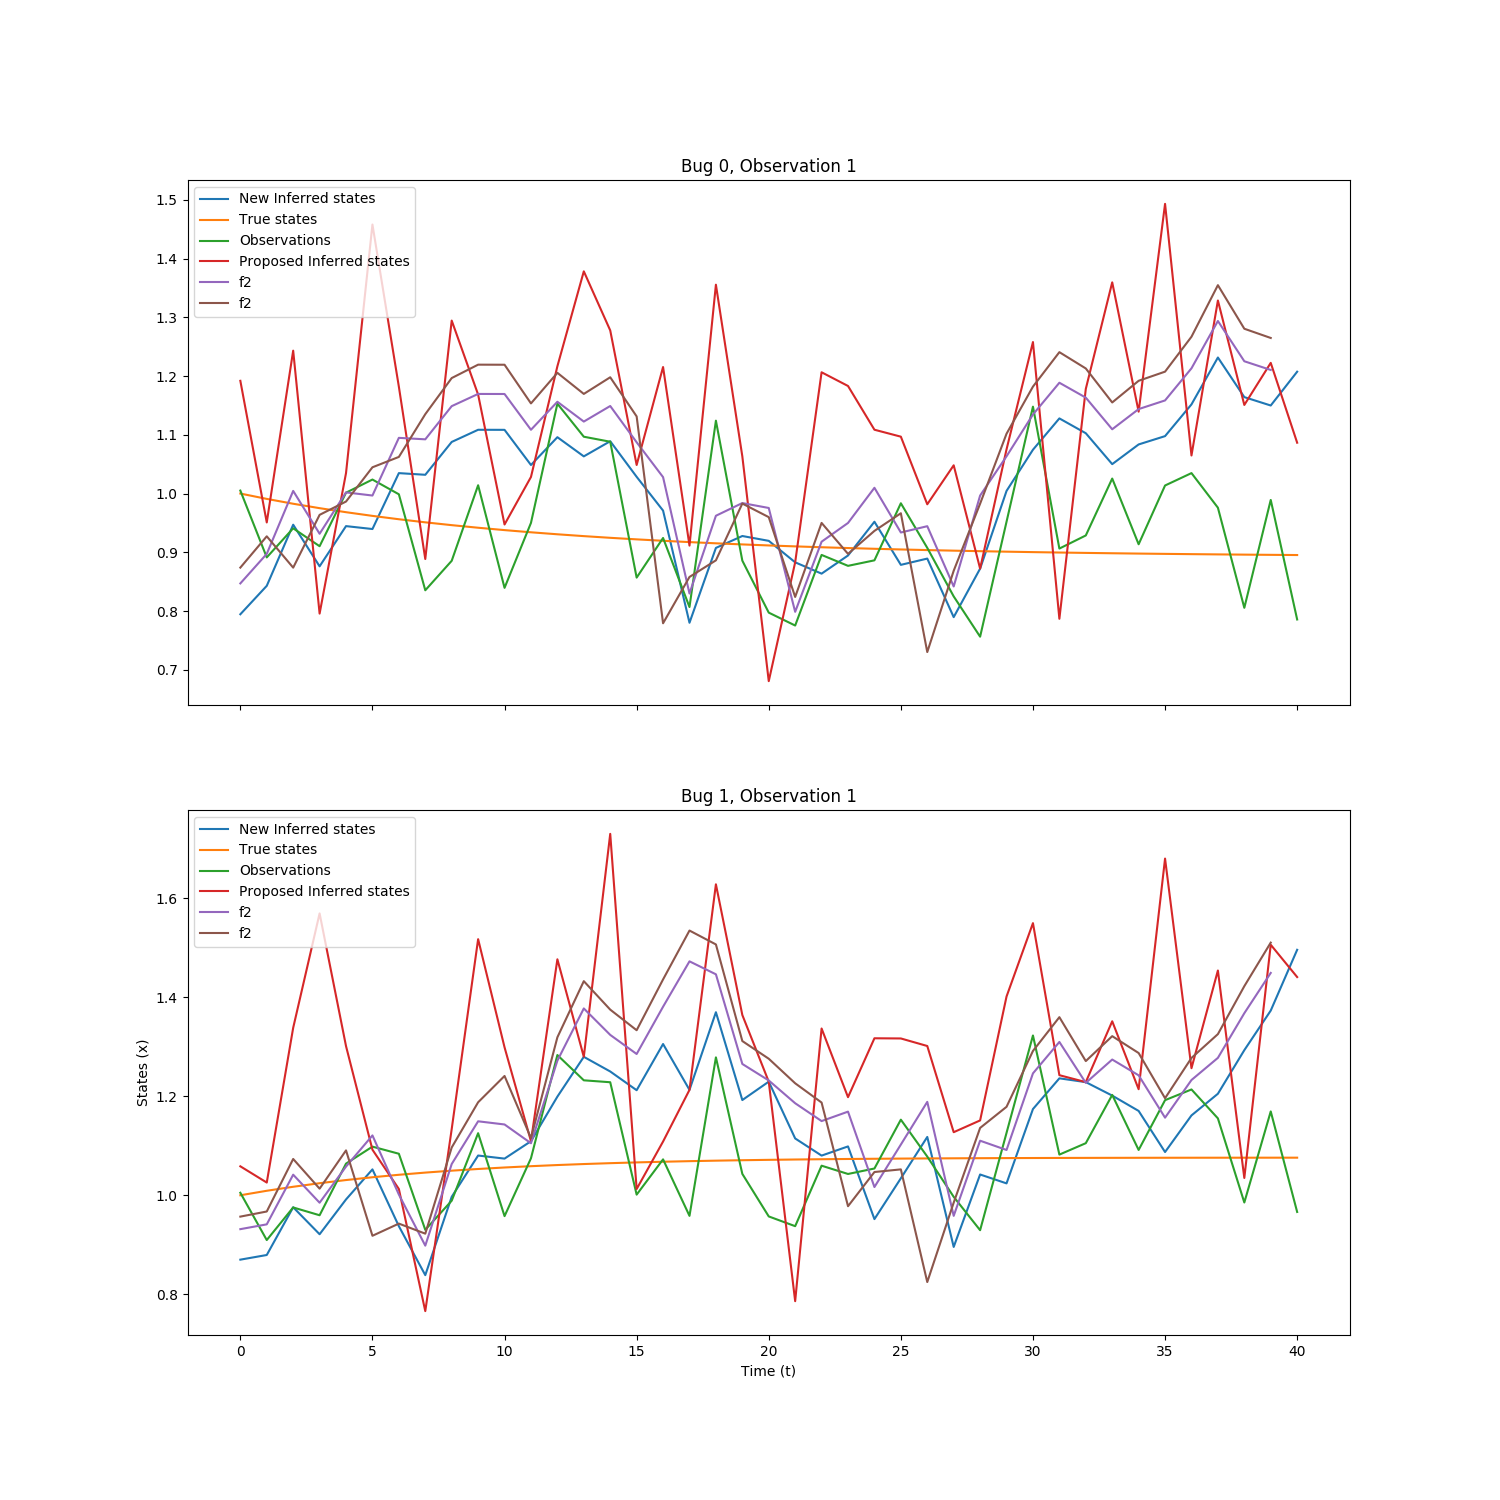 Bug 0, Observation 1
New Inferred states
True states
Observations
Proposed Inferred states
f2
f2
1.5
1.4
1.3
1.2
1.1
1.0
0.9
0.8
0.7
Bug 1, Observation 1
New Inferred states
True states
Observations
Proposed Inferred states
f2
f2
1.6
1.4
1.2
1.0
0.8
States (x)
0 5 10 15 20 25 30 35 40
Time (t)